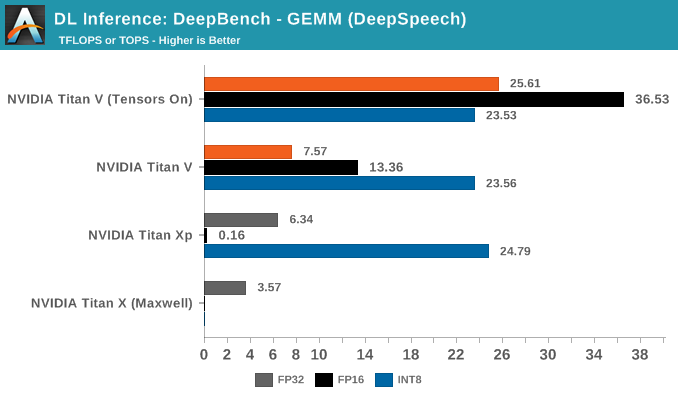 DL Inference: DeepBench - GEMM (DeepSpeech)
TFLOPS or TOPS - Higher is Better
NVIDIA Titan V (Tensors On)
25.61
36.53
23.53
NVIDIA Titan V
7.57
13.36
23.56
NVIDIA Titan Xp
6.34
0.16
24.79
NVIDIA Titan X (Maxwell)
3.57
0 2 4 6 8 10 14 18 22 26 30 34 38
FP32 FP16 INT8